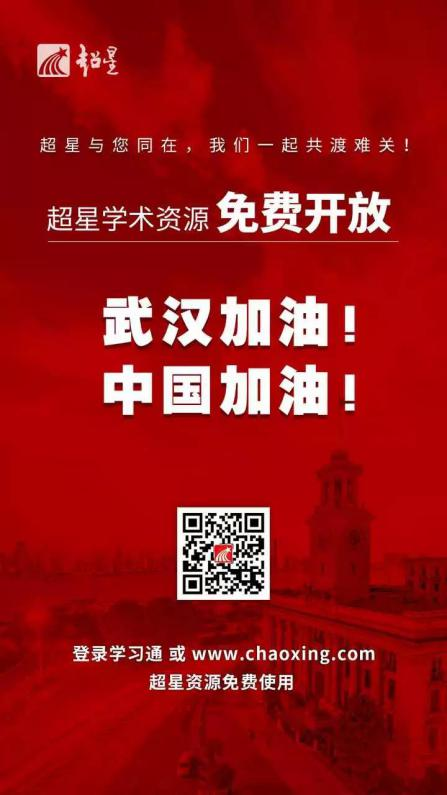 超星
超星与您同在，我们一起共渡难关！
超星学术资源 免费开放
武汉加油！
中国加油！
登录学习通 或 www.chaoxing.com
超星资源免费使用